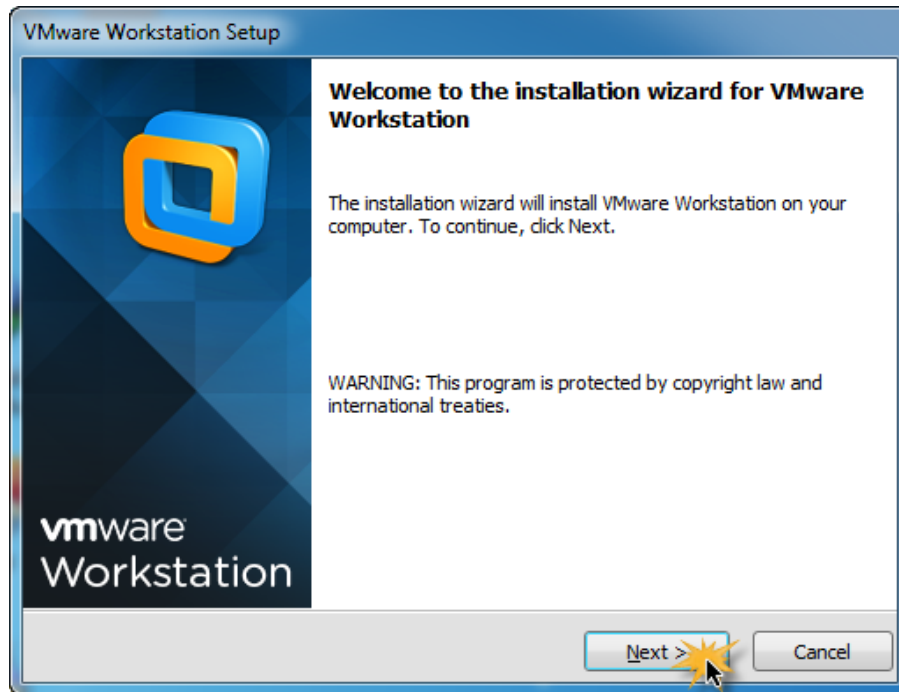 VMware Workstation Setup
Welcome to the installation wizard for VMware
Workstation
The installation wizard will install VMware Workstation on your
computer. To continue, click Next.
WARNING: This program is protected by copyright law and
international treaties.
vmware
Workstation
Next >
Cancel